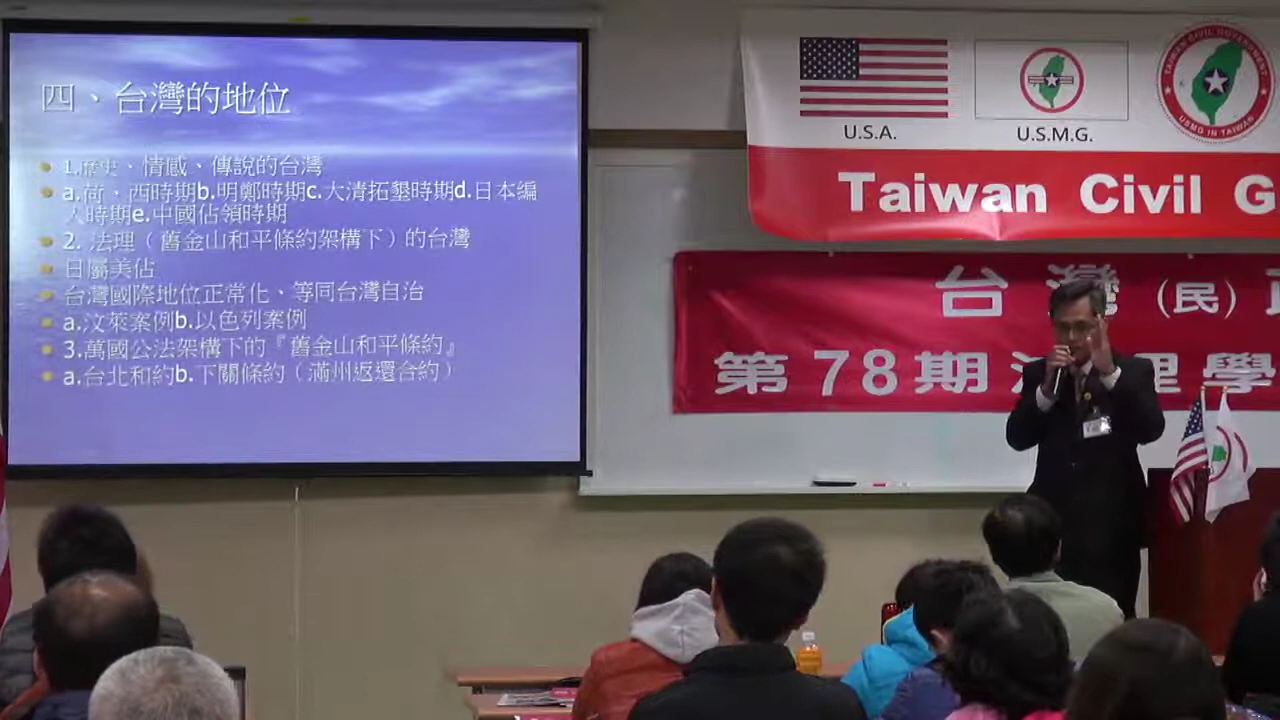 四、台灣的地位
1.歷史、情感、傳說的台灣
a.荷、西時期b.明鄭時期c.大清拓墾時期d.日本編
入時期e.中國佔領時期
2. 法理（舊金山和平條約架構下）的台灣
日屬美佔
台灣國際地位正常化、等同台灣自治
a.汶萊案例b.以色列案例
3.萬國公法架構下的『舊金山和平條約』
a.台北和約b.下關條約（滿州返還合約）
U.S.A.
U.S.M.G.
TAIWAN CIVIL GOVERNMENT
USMG IN TAIWAN
Taiwan Civil G
台灣（民）
第78期法理學